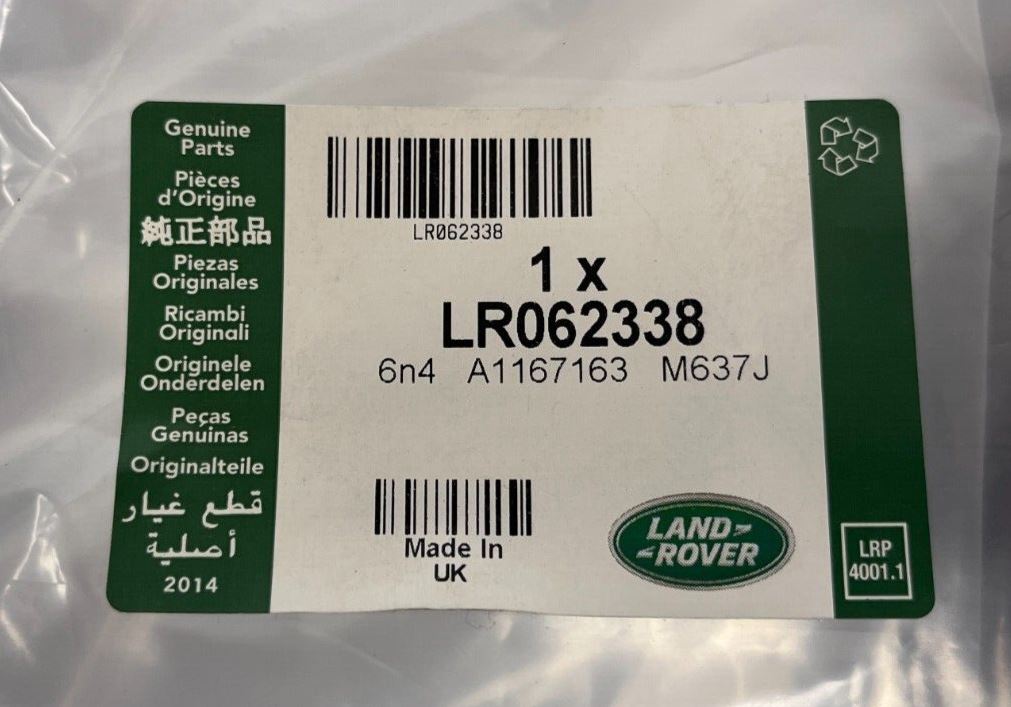 Genuine
Parts
Pièces
d'Origine
純正部品
Piezas
Originales
Ricambi
Originali
Originele
Onderdelen
Peças
Genuinas
Originalteile
قطع غيار
أصلية
2014
LR062338
1 x
LR062338
6n4 A1167163 M637J
Made In
UK
LAND
ROVER
LRP
4001.1